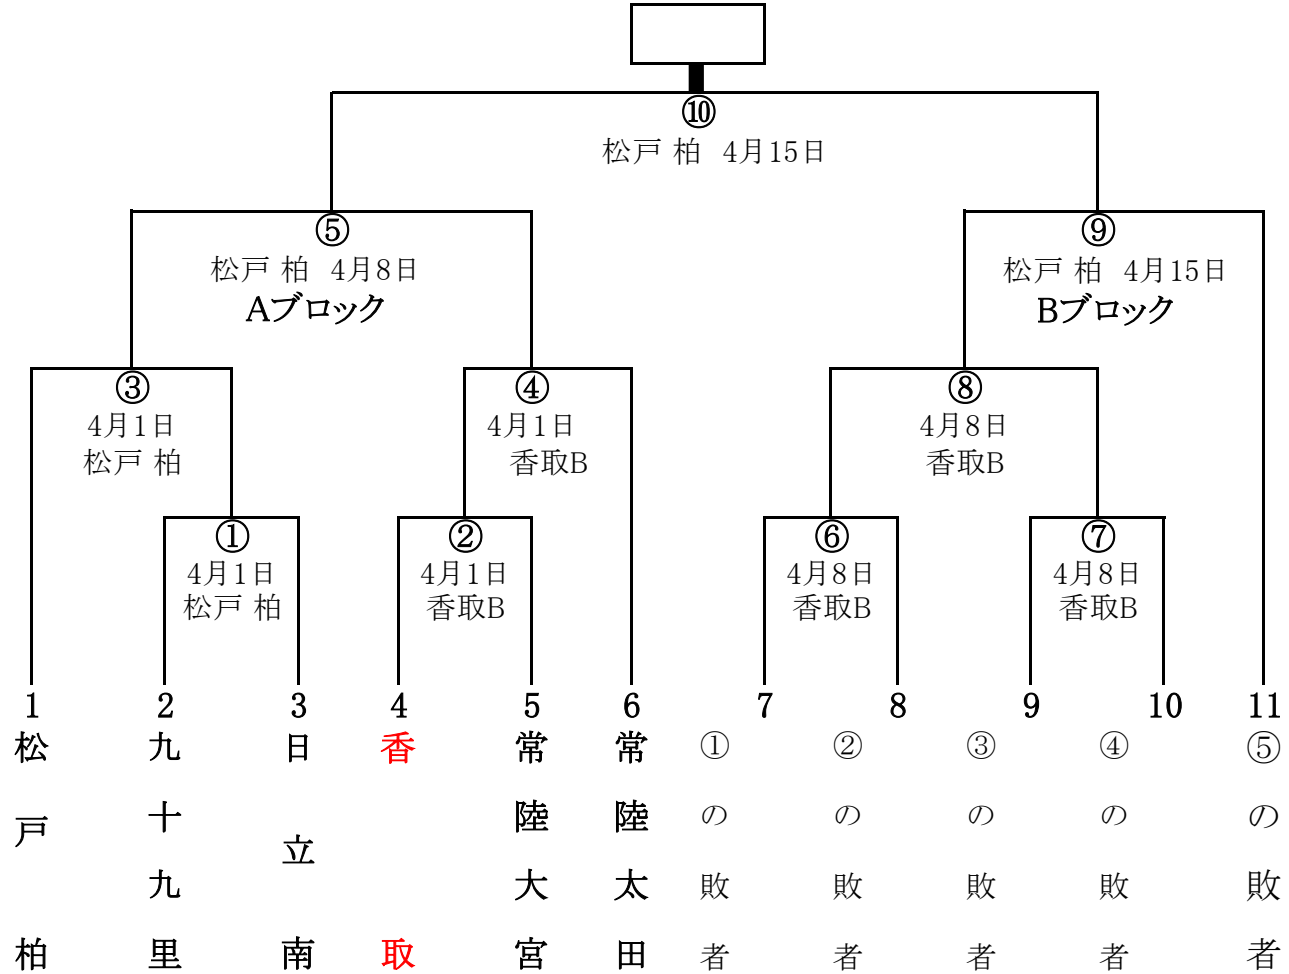 ⑩
松戸 柏 4月15日
⑤
松戸 柏 4月8日
Aブロック
⑨
松戸 柏 4月15日
Bブロック
③
4月1日
松戸 柏
④
4月1日
香取B
⑧
4月8日
香取B
①
4月1日
松戸 柏
②
4月1日
香取B
⑥
4月8日
香取B
⑦
4月8日
香取B
1
松戸柏
2
九十九里
3
日立南
4
香取
5
常陸大宮
6
常陸太田
7
①の敗者
8
②の敗者
9
③の敗者
10
④の敗者
11
⑤の敗者